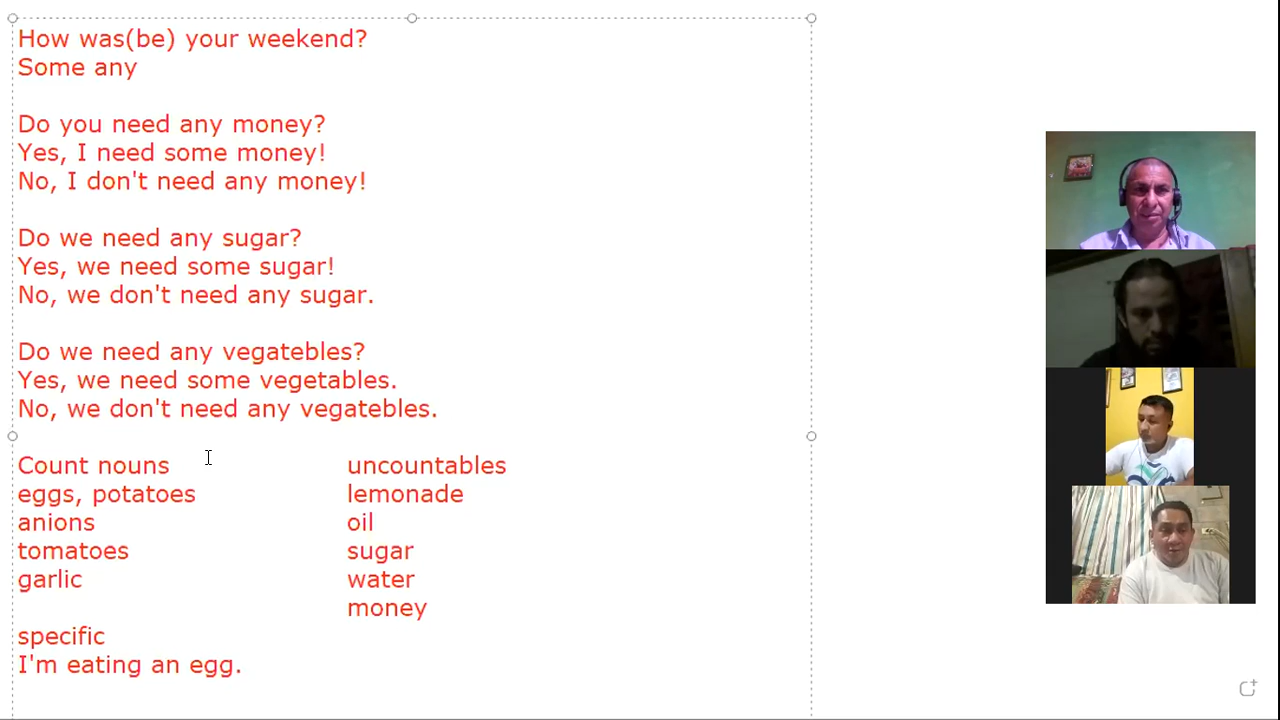 How was(be) your weekend?
Some any
Do you need any money?
Yes, I need some money!
No, I don't need any money!
Do we need any sugar?
Yes, we need some sugar!
No, we don't need any sugar.
Do we need any vegatebles?
Yes, we need some vegetables.
No, we don't need any vegatebles.
Count nouns uncountables
eggs, potatoes lemonade
anions oil
tomatoes sugar
garlic water
money
specific
I'm eating an egg.